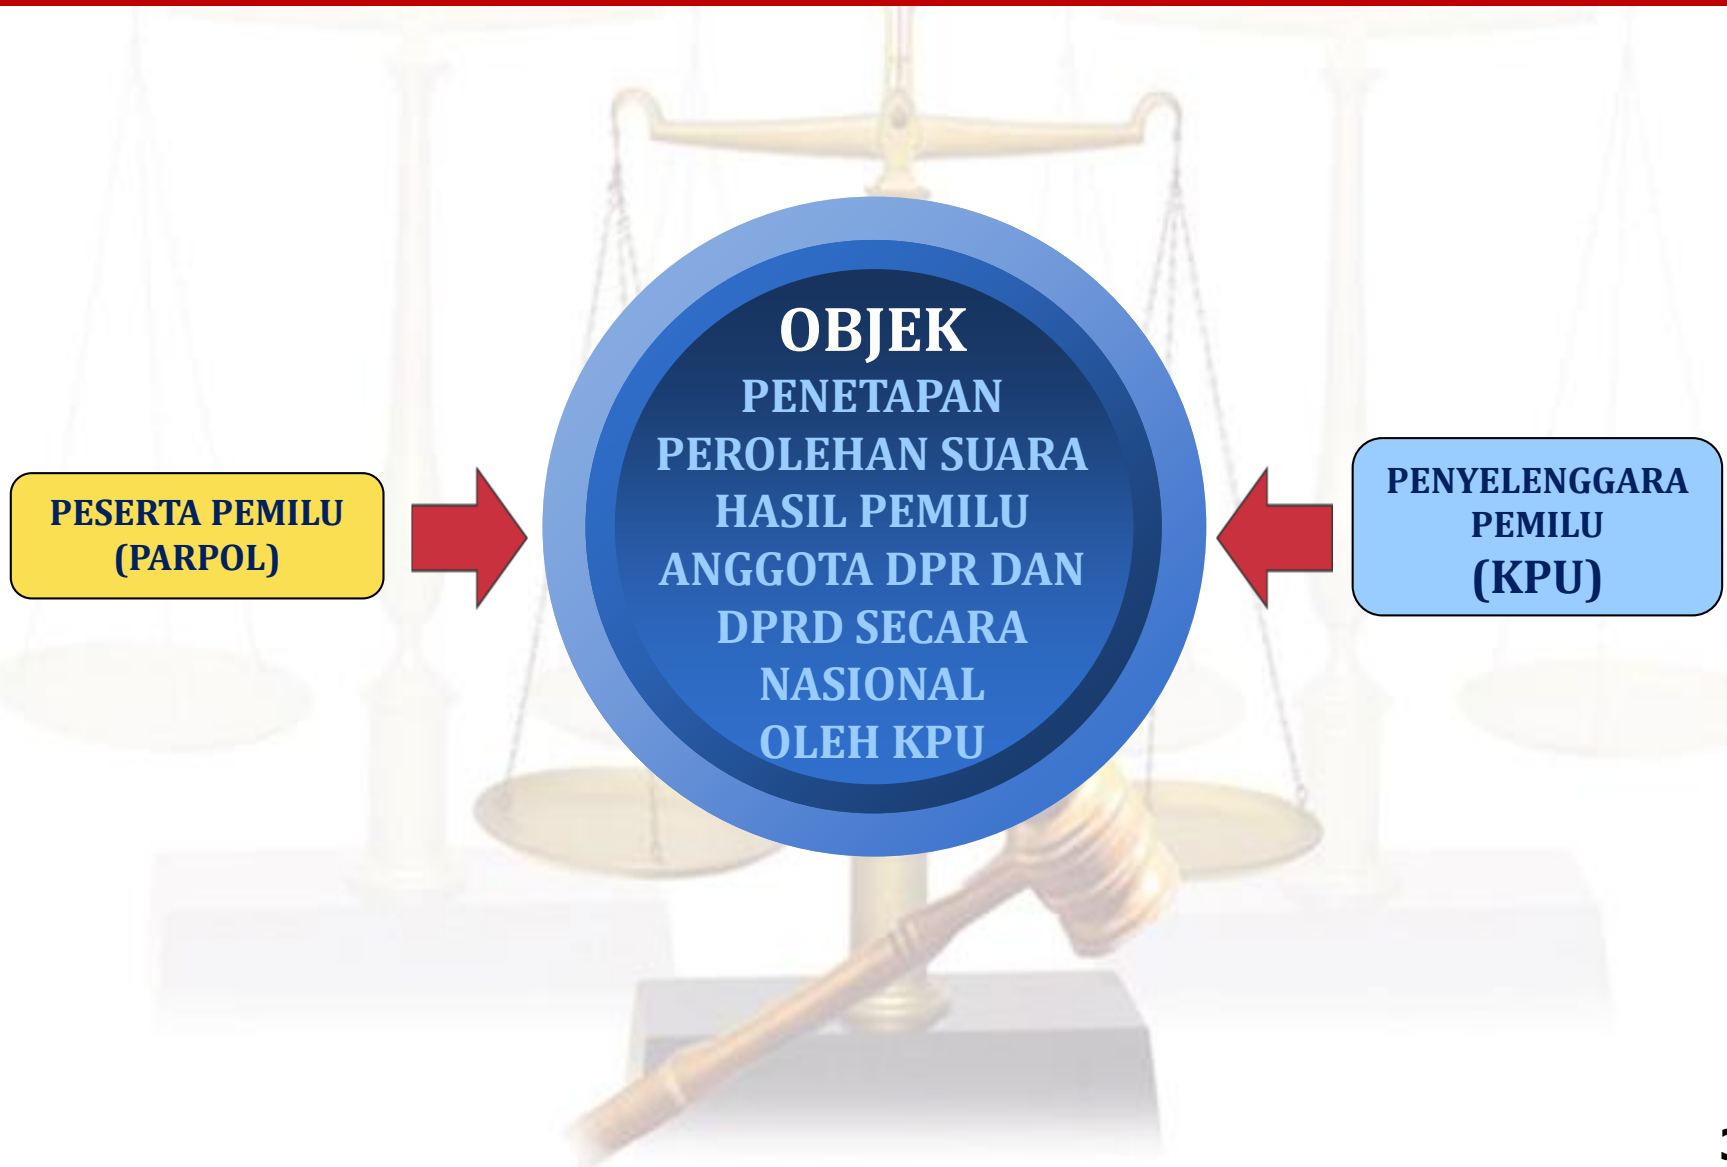 OBJEK
PENETAPAN
PEROLEHAN SUARA
HASIL PEMILU
ANGGOTA DPR DAN
DPRD SECARA
NASIONAL
OLEH KPU
PESERTA PEMILU
(PARPOL)
PENYELENGGARA
PEMILU
(KPU)